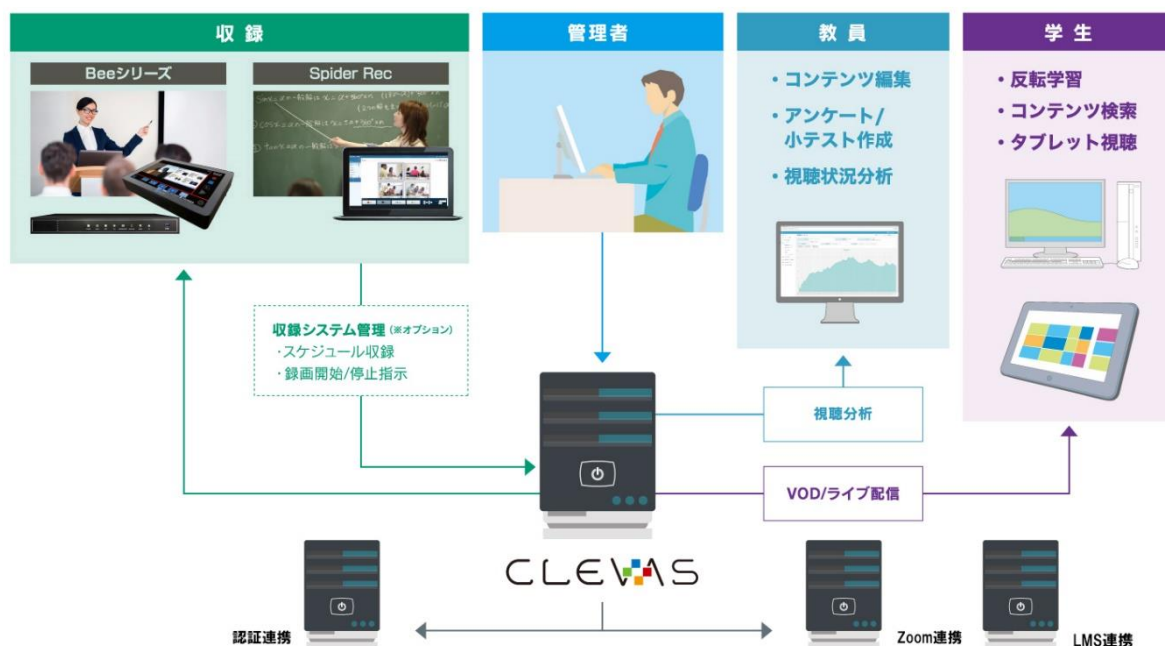 収録
管理者
教員
学生
Beeシリーズ
Spider Rec
・コンテンツ編集
・アンケート/
小テスト作成
・視聴状況分析
・反転学習
・コンテンツ検索
・タブレット視聴
収録システム管理(※オプション)
・スケジュール収録
・録画開始/停止指示
視聴分析
VOD/ライブ配信
CLEVAS
認証連携
Zoom連携
LMS連携